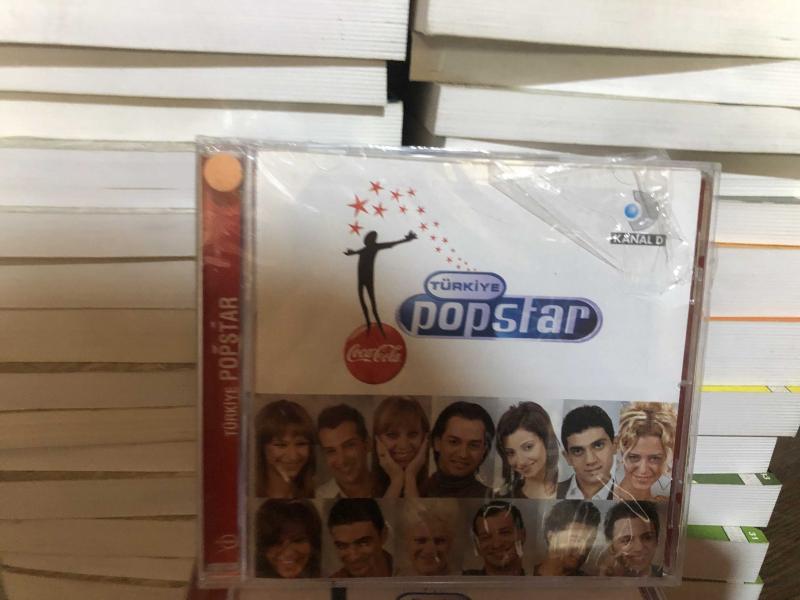 KANAL D
TÜRKİYE
popstar
Coca-Cola
TÜRKİYE POPSTAR